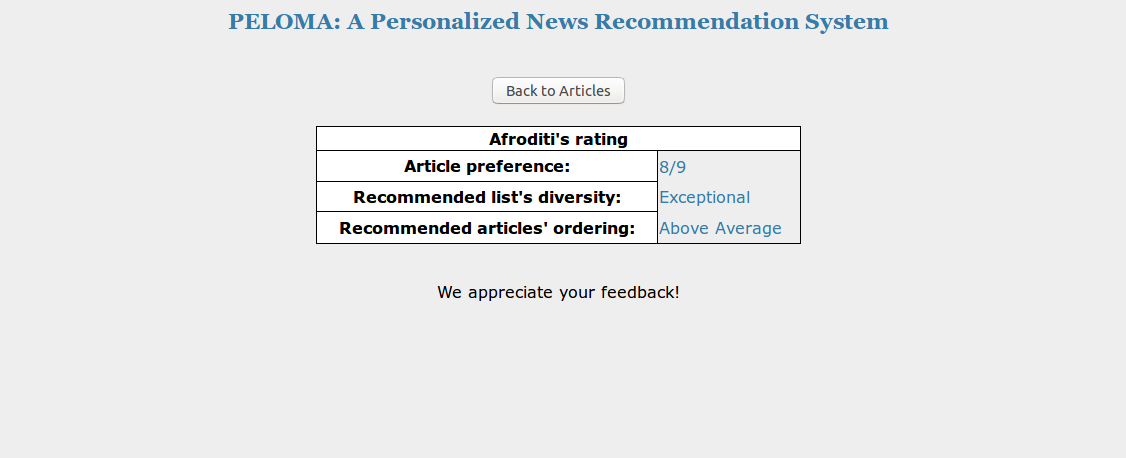 PELOMA: A Personalized News Recommendation System
Back to Articles
Afroditi's rating
Article preference: 8/9
Recommended list's diversity: Exceptional
Recommended articles' ordering: Above Average
We appreciate your feedback!